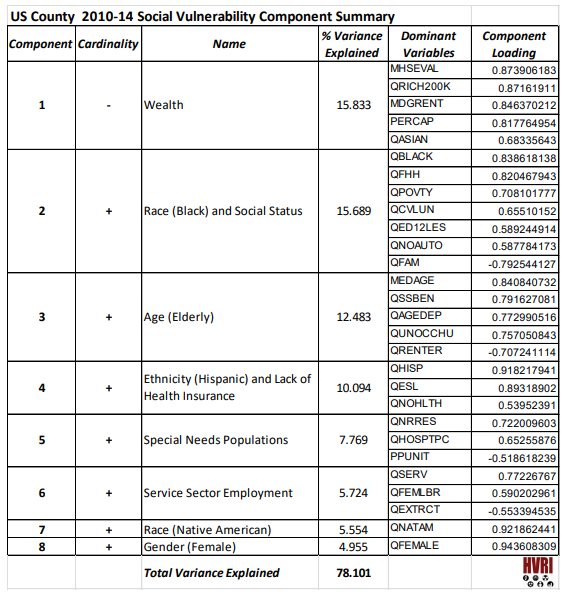 US County 2010-14 Social Vulnerability Component Summary
Component Cardinality Name % Variance Explained Dominant Variables Component Loading
1 - Wealth 15.833 MHSEVAL 0.873906183
QRICH200K 0.87161911
MDGRENT 0.846370212
PERCAP 0.817764954
QASIAN 0.68335643
2 + Race (Black) and Social Status 15.689 QBLACK 0.838618138
QFHH 0.820467943
QPOVTY 0.708101777
QCVLUN 0.65510152
QED12LES 0.589244914
QNOAUTO 0.587784173
QFAM -0.792544127
3 + Age (Elderly) 12.483 MEDAGE 0.840840732
QSSBEN 0.791627081
QAGEDEP 0.772990516
QUNOCCHU 0.757050843
QRENTER -0.707241114
4 + Ethnicity (Hispanic) and Lack of Health Insurance 10.094 QHISP 0.918217941
QESL 0.89318902
QNOHLTH 0.53952391
5 + Special Needs Populations 7.769 QNRRES 0.722009603
QHOSPTPC 0.65255876
PPUNIT -0.518618239
6 + Service Sector Employment 5.724 QSERV 0.77226767
QFEMLBR 0.590202961
QEXTRCT -0.553394535
7 + Race (Native American) 5.554 QNATAM 0.921862441
8 + Gender (Female) 4.955 QFEMALE 0.943608309
Total Variance Explained 78.101
HVRI